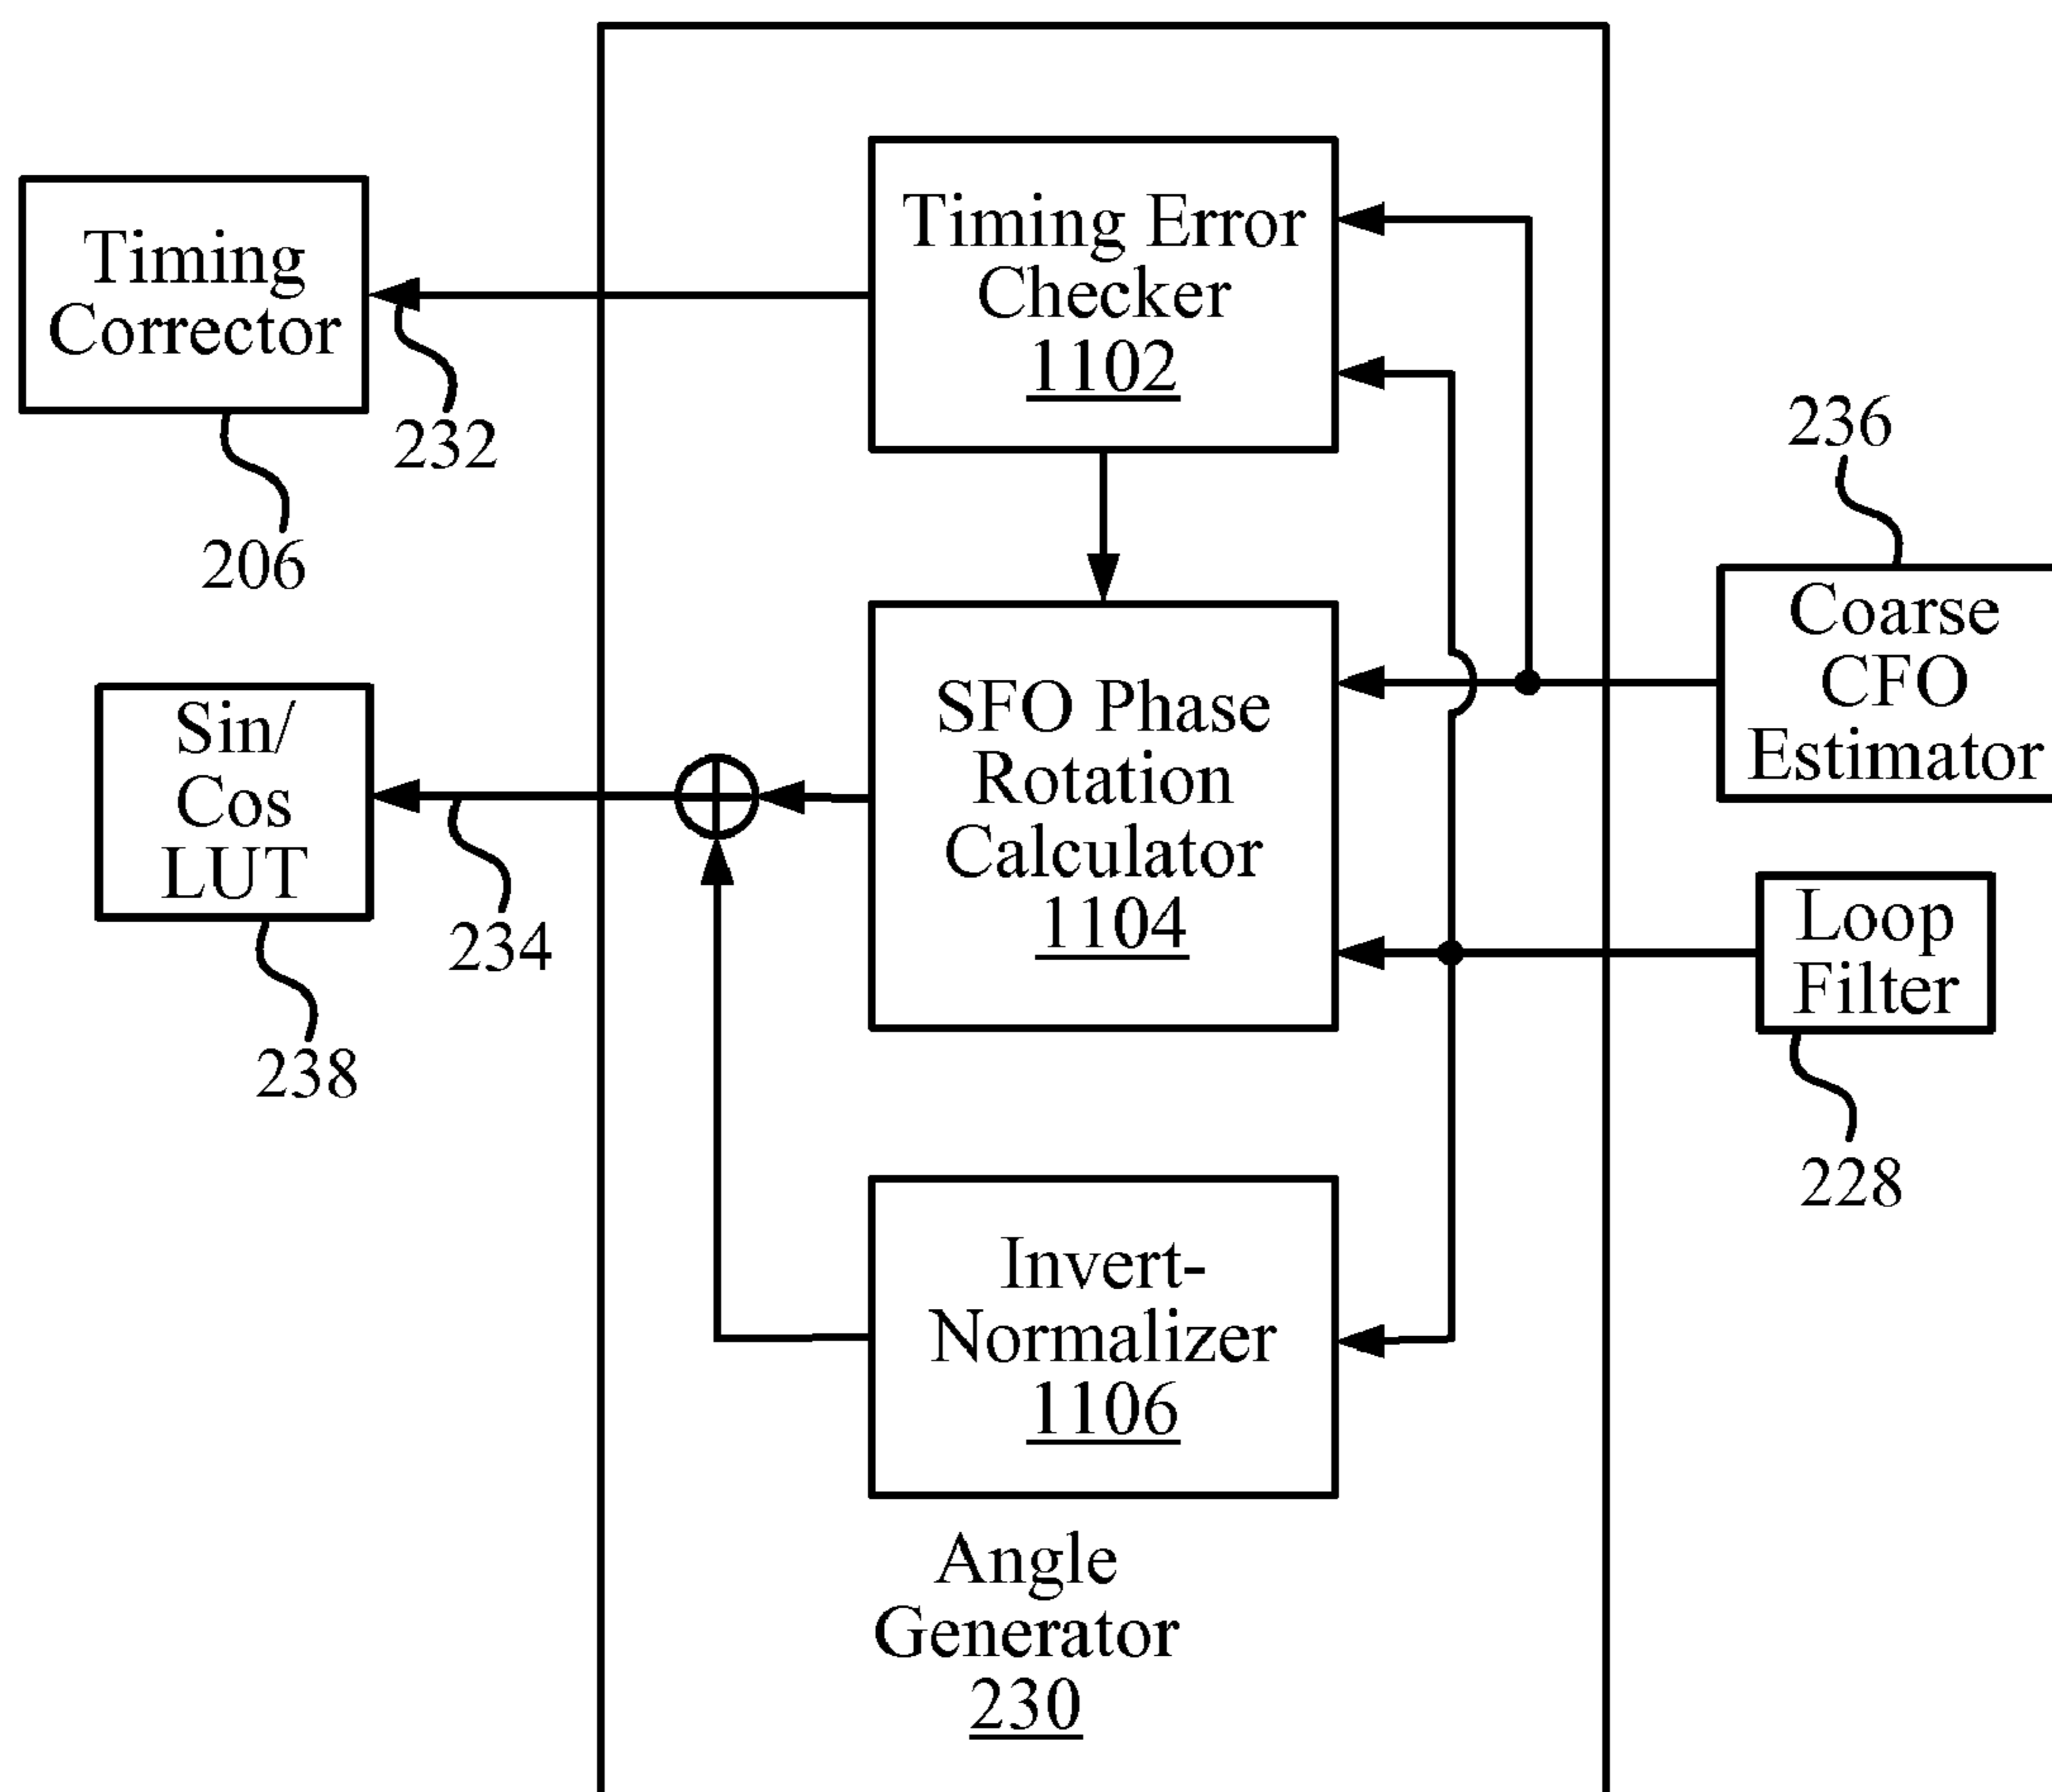 Timing
Corrector
232
206
Timing Error
Checker
1102
236
Coarse
CFO
Estimator
SFO Phase
Rotation
Calculator
1104
Sin/
Cos
LUT
234
238
Loop
Filter
228
Invert-
Normalizer
1106
Angle
Generator
230